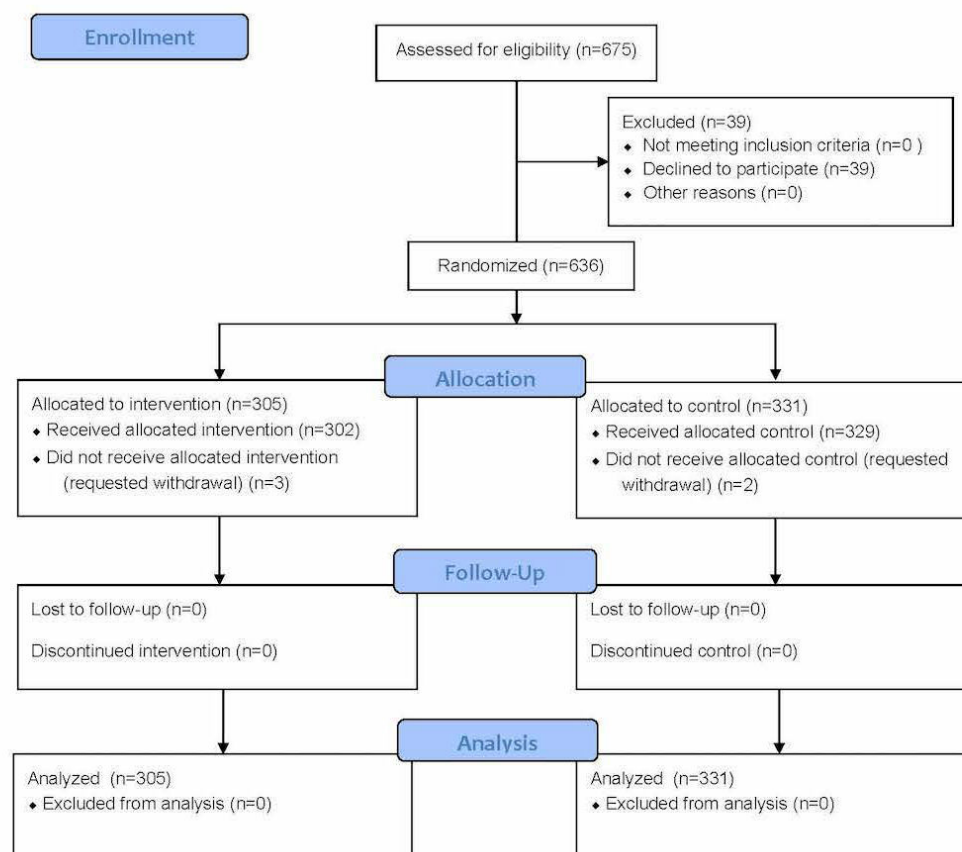 Enrollment
Assessed for eligibility (n=675)
Excluded (n=39)
◆ Not meeting inclusion criteria (n=0 )
◆ Declined to participate (n=39)
◆ Other reasons (n=0)
Randomized (n=636)
Allocation
Allocated to intervention (n=305)
◆ Received allocated intervention (n=302)
◆ Did not receive allocated intervention
(requested withdrawal) (n=3)
Allocated to control (n=331)
◆ Received allocated control (n=329)
◆ Did not receive allocated control (requested
withdrawal) (n=2)
Follow-Up
Lost to follow-up (n=0)
Discontinued intervention (n=0)
Lost to follow-up (n=0)
Discontinued control (n=0)
Analysis
Analyzed (n=305)
◆ Excluded from analysis (n=0)
Analyzed (n=331)
◆ Excluded from analysis (n=0)